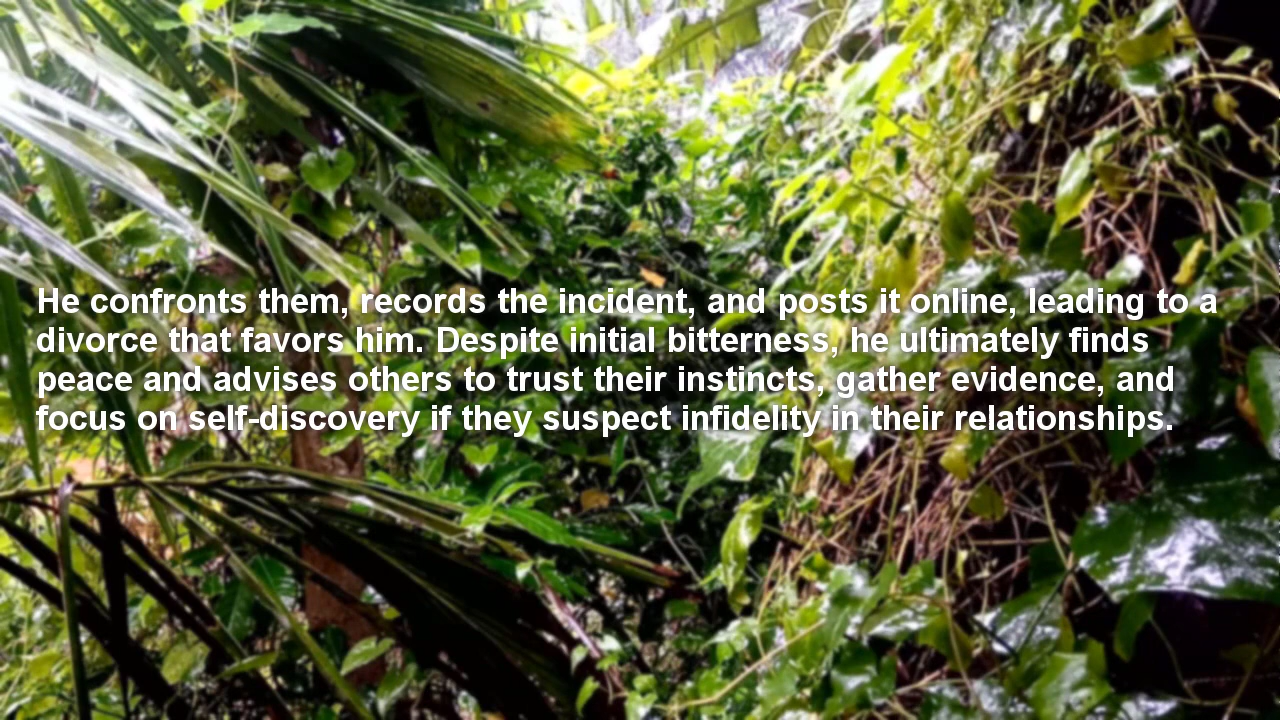 He confronts them, records the incident, and posts it online, leading to a
divorce that favors him. Despite initial bitterness, he ultimately finds
peace and advises others to trust their instincts, gather evidence, and
focus on self-discovery if they suspect infidelity in their relationships.